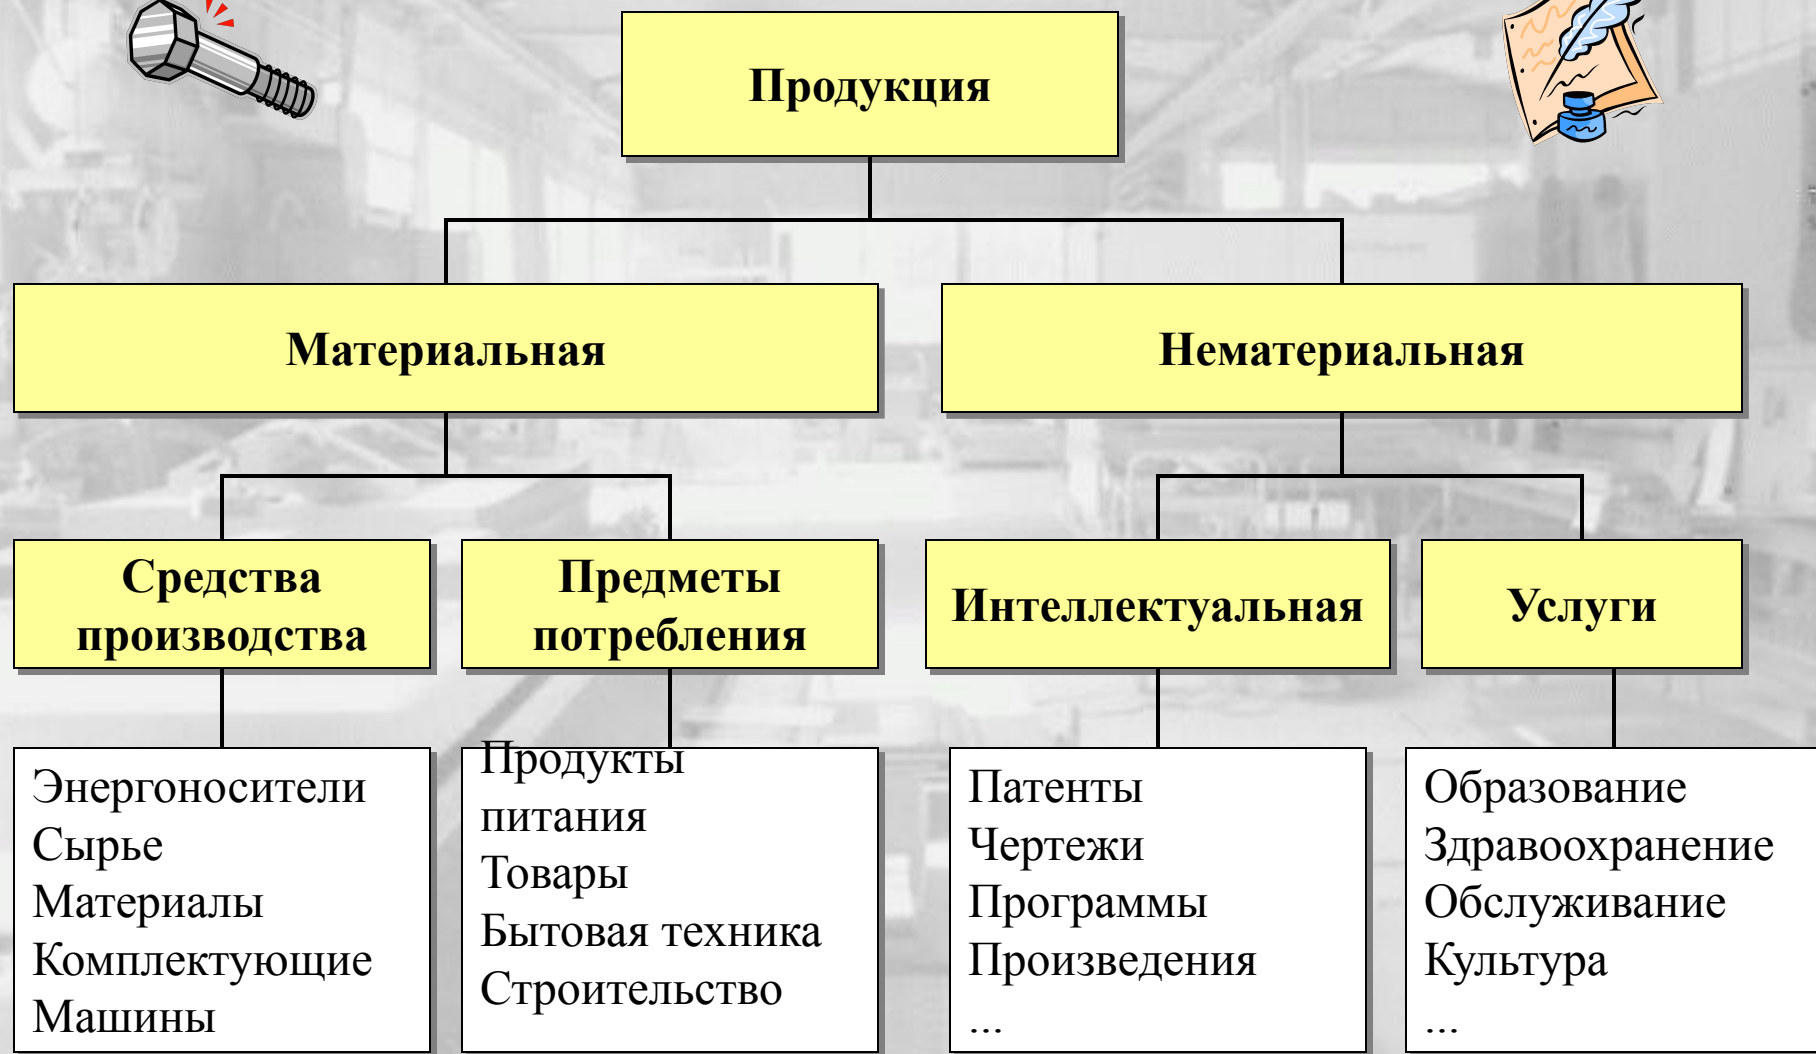 Продукция
Материальная
Нематериальная
Средства
производства
Предметы
потребления
Интеллектуальная
Услуги
Энергоносители
Сырье
Материалы
Комплектующие
Машины
Продукты
питания
Товары
Бытовая техника
Строительство
Патенты
Чертежи
Программы
Произведения
...
Образование
Здравоохранение
Обслуживание
Культура
...